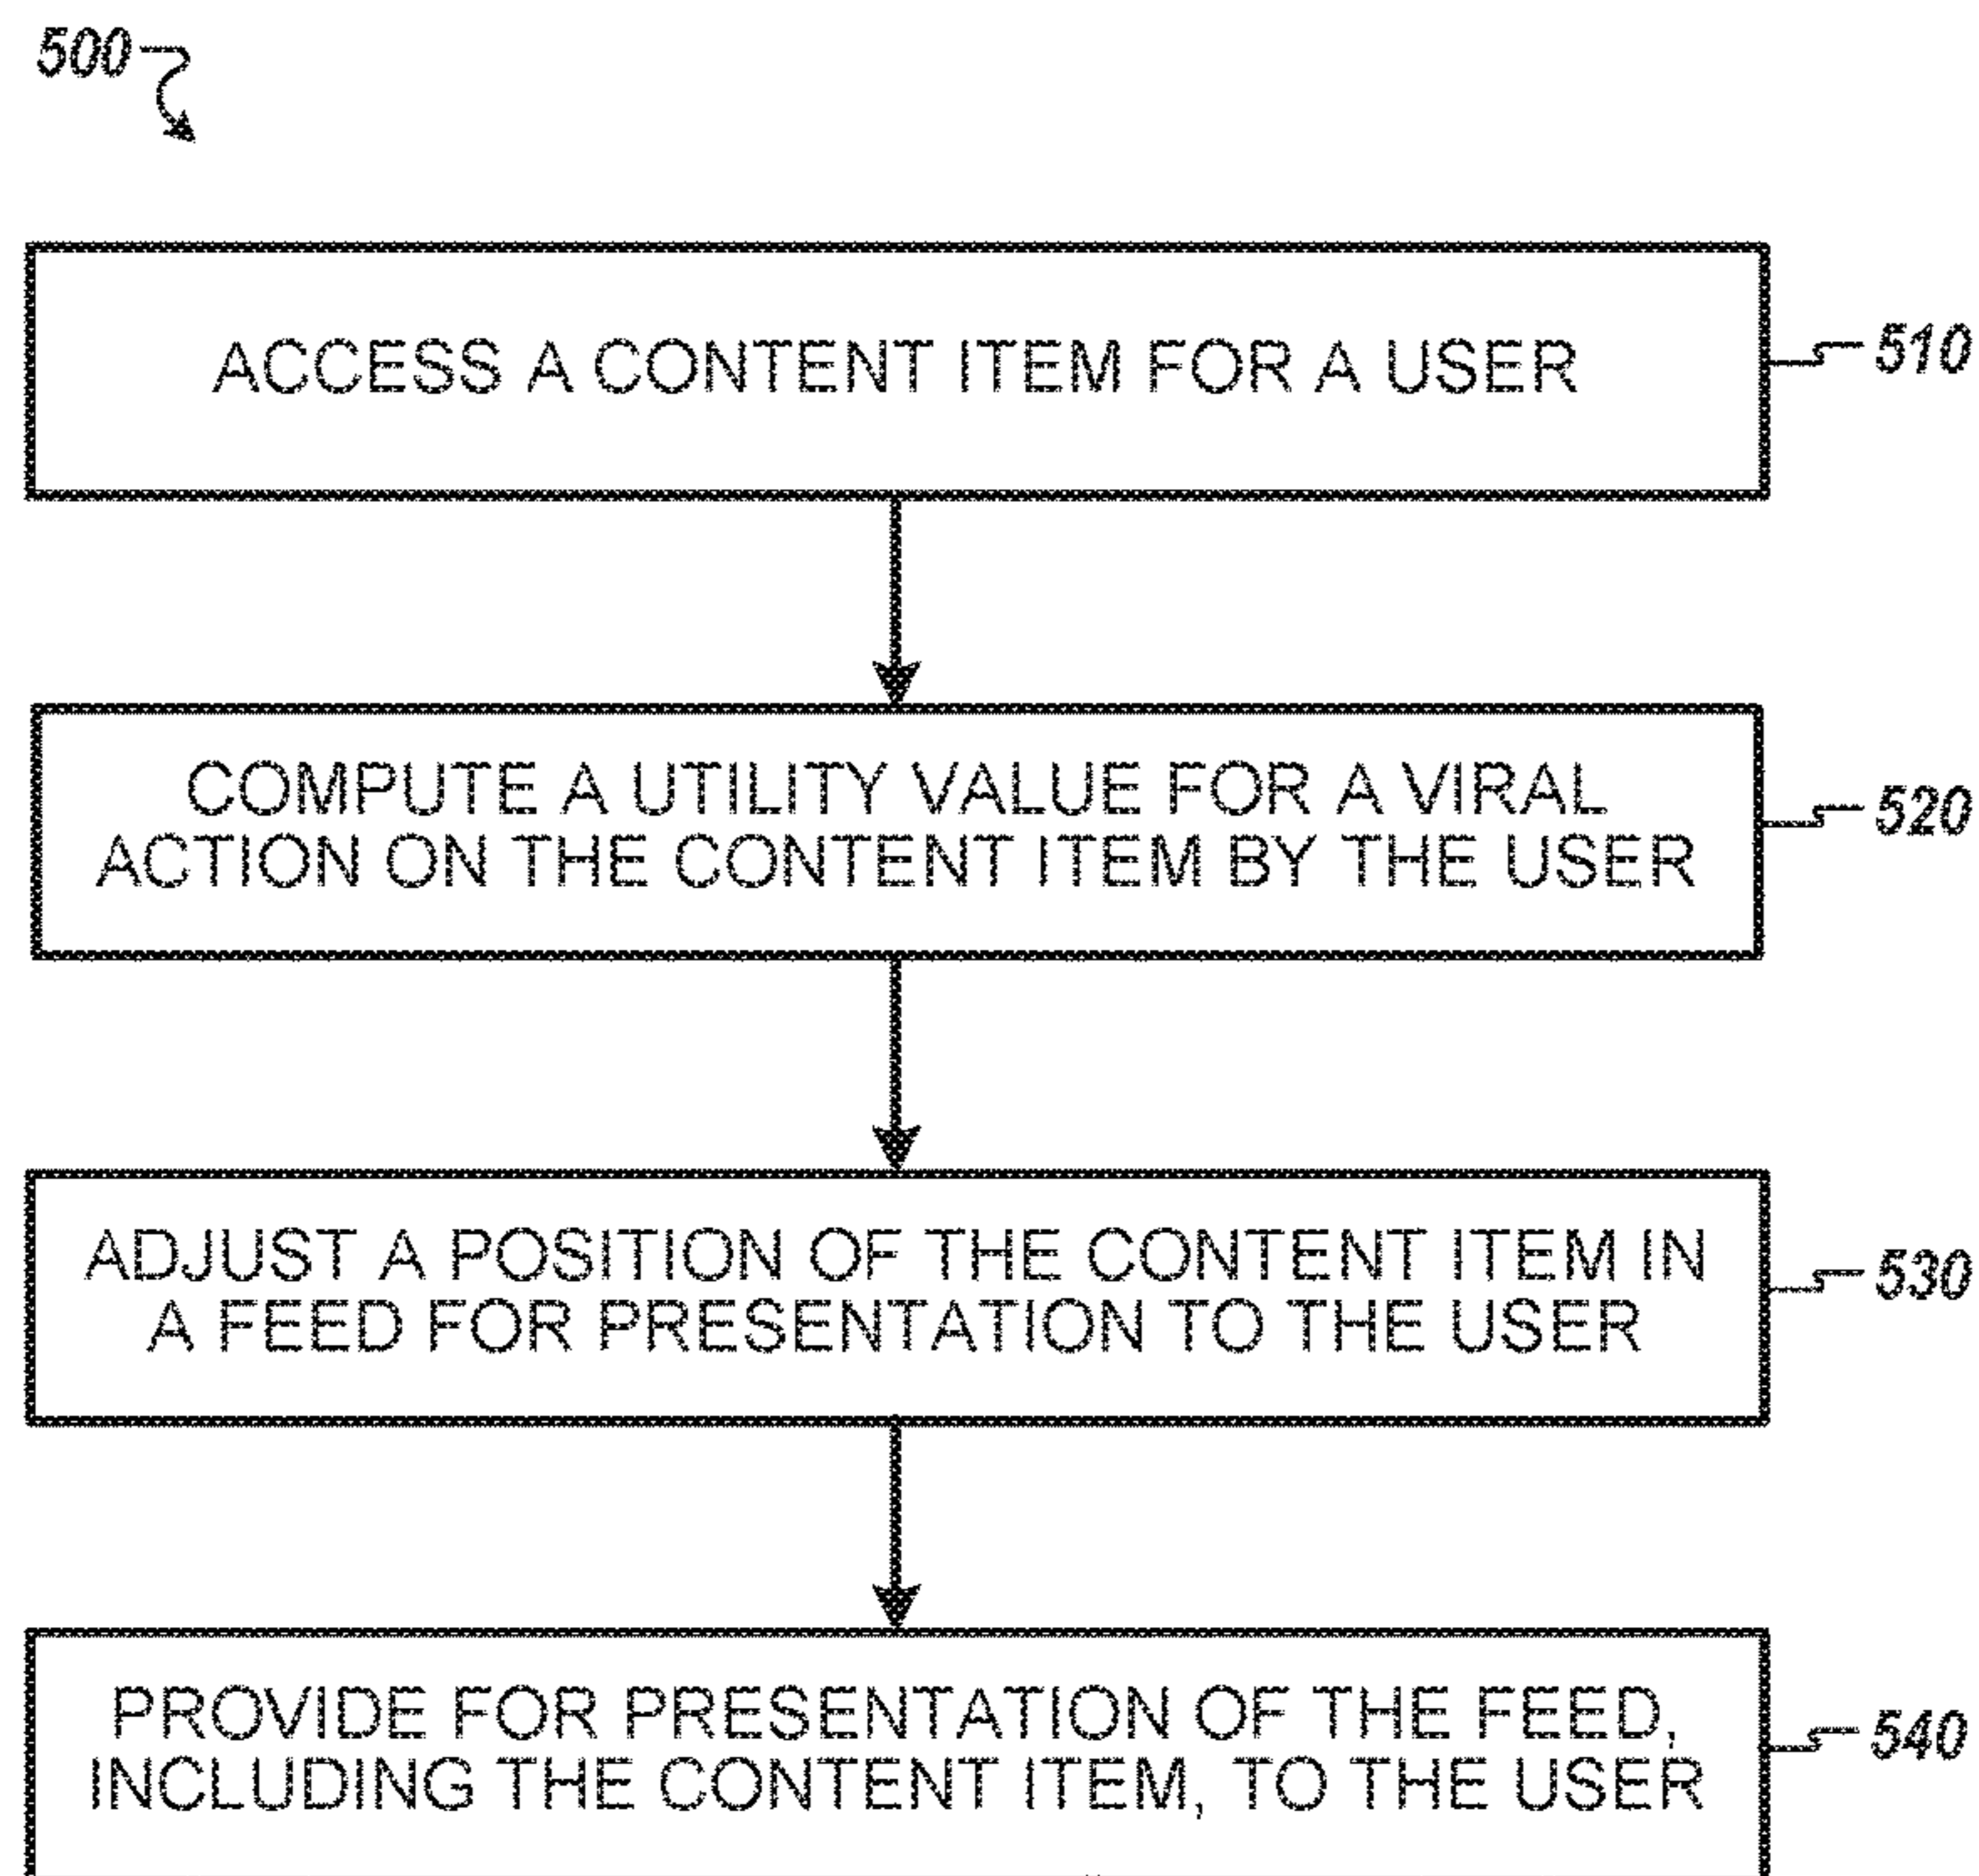 500
ACCESS A CONTENT ITEM FOR A USER
510
COMPUTE A UTILITY VALUE FOR A VIRAL
ACTION ON THE CONTENT ITEM BY THE USER
520
ADJUST A POSITION OF THE CONTENT ITEM IN
A FEED FOR PRESENTATION TO THE USER
530
PROVIDE FOR PRESENTATION OF THE FEED,
INCLUDING THE CONTENT ITEM, TO THE USER
540